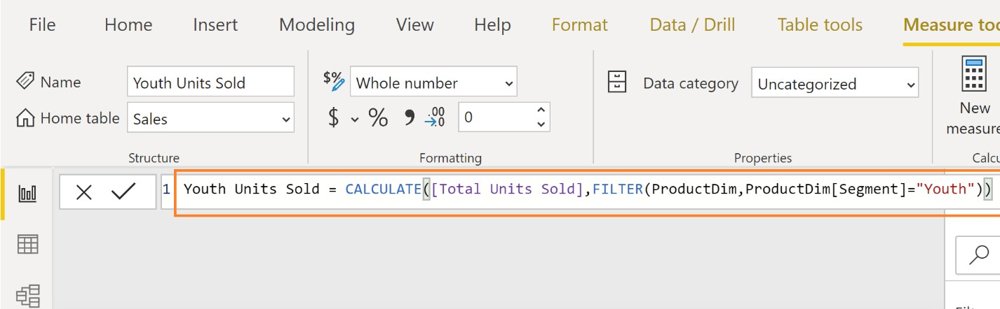 File Home Insert Modeling View Help Format Data / Drill Table tools Measure too
Name Youth Units Sold $% Whole number Data category Uncategorized
Home table Sales $ % , .00 .0 0 New
measure
Structure Formatting Properties Calcu
1 Youth Units Sold = CALCULATE([Total Units Sold],FILTER(ProductDim,ProductDim[Segment]="Youth"))